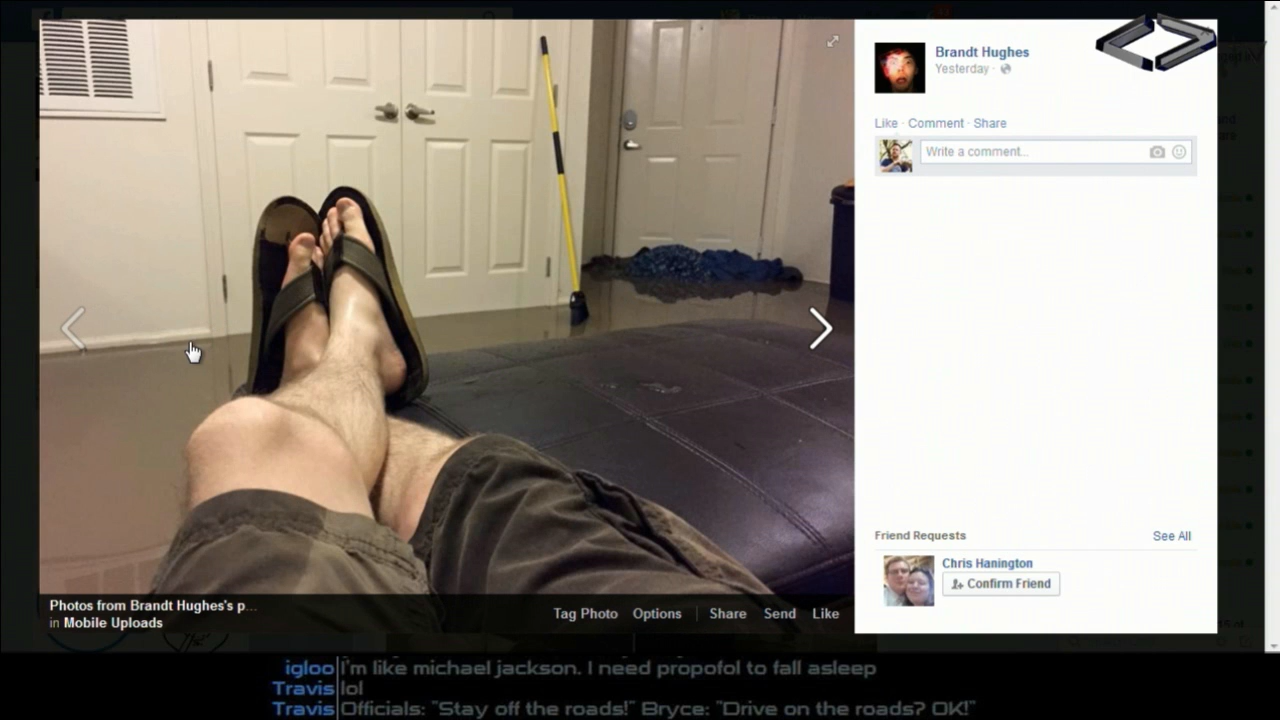 Brandt Hughes
Yesterday ·
Like · Comment · Share
Write a comment...
Friend Requests
See All
Chris Hanington
Confirm Friend
Photos from Brandt Hughes's p...
in Mobile Uploads
Tag Photo Options Share Send Like
igloo I'm like michael jackson. I need propofol to fall asleep
Travis lol
Travis Officials: "Stay off the roads!" Bryce: "Drive on the roads? OK!"